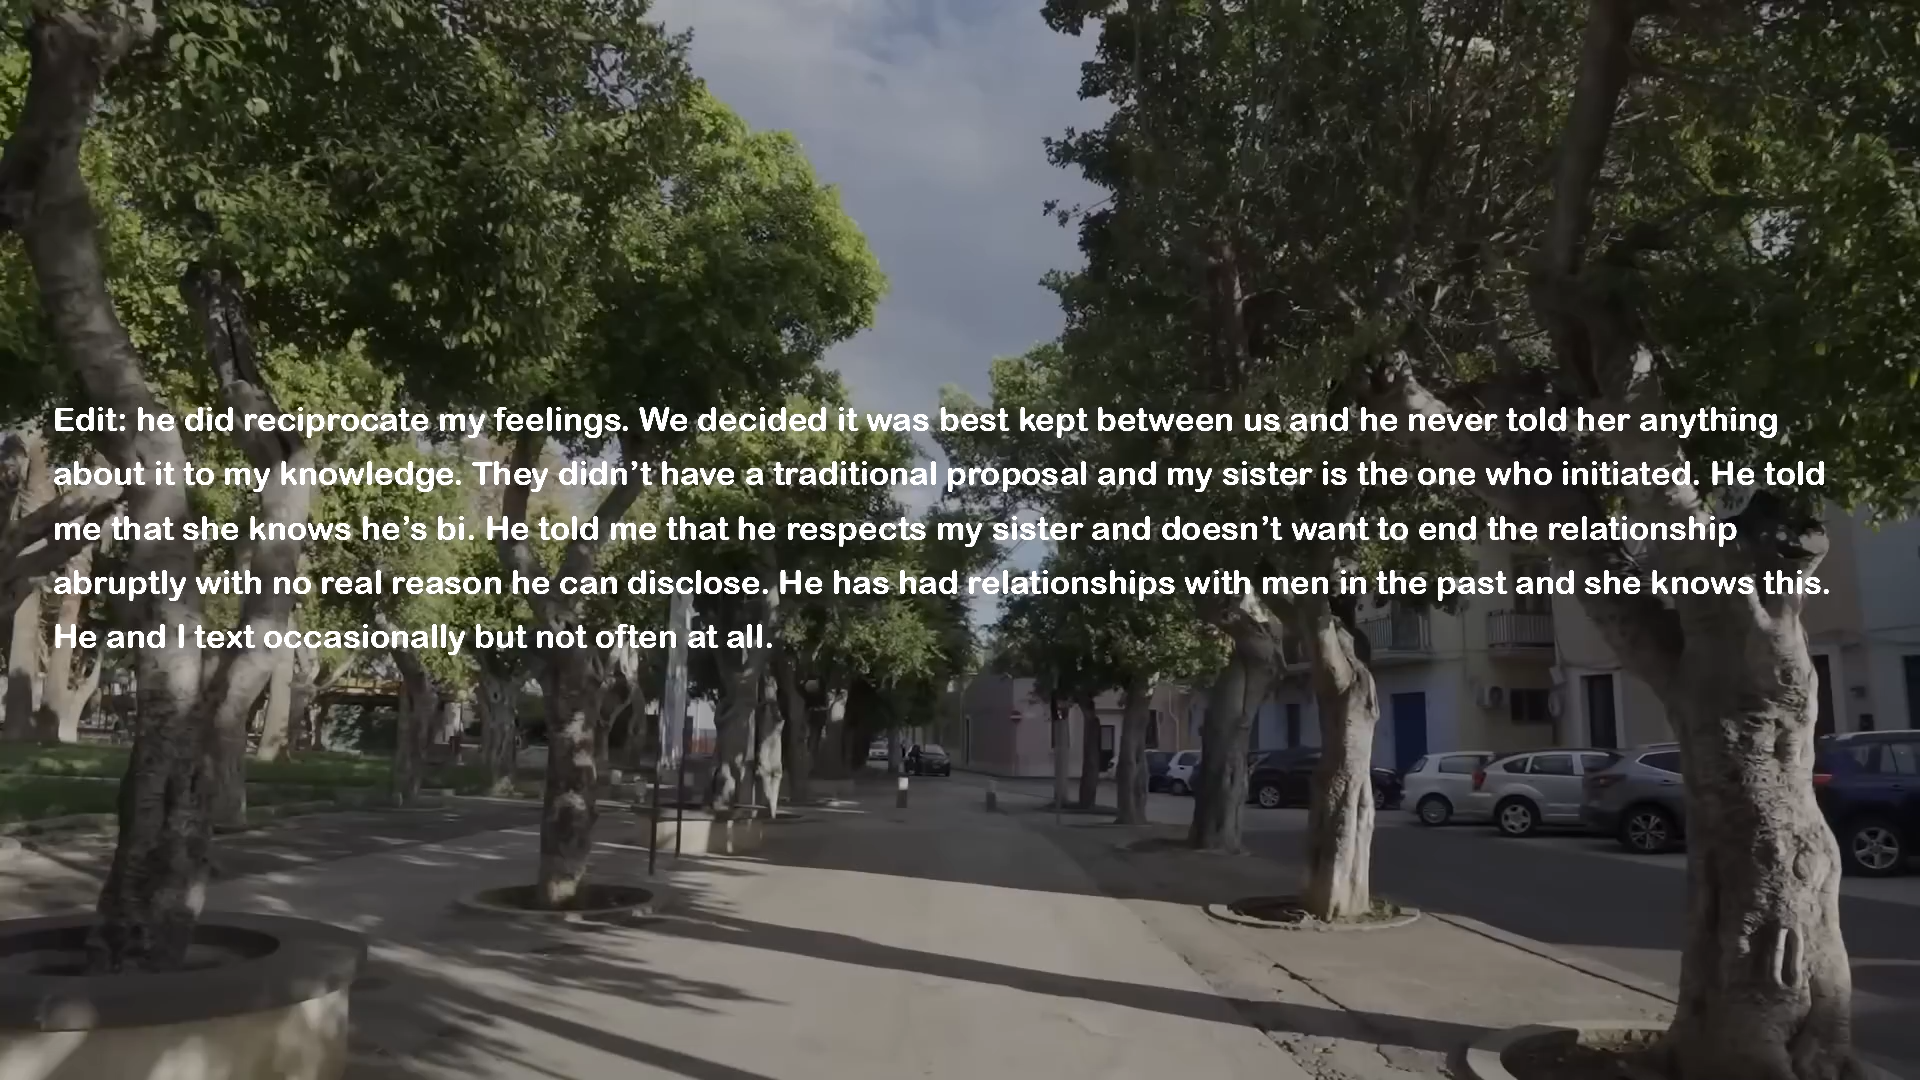 Edit: he did reciprocate my feelings. We decided it was best kept between us and he never told her anything
about it to my knowledge. They didn’t have a traditional proposal and my sister is the one who initiated. He told
me that she knows he’s bi. He told me that he respects my sister and doesn’t want to end the relationship
abruptly with no real reason he can disclose. He has had relationships with men in the past and she knows this.
He and I text occasionally but not often at all.